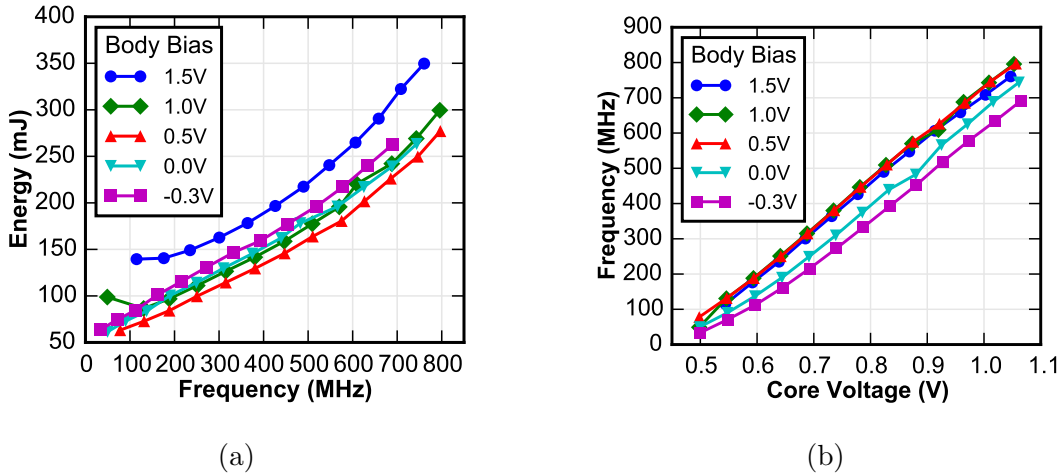 400
350
300
250
200
150
100
50
Energy (mJ)
Body Bias
1.5V
1.0V
0.5V
0.0V
-0.3V
0 100 200 300 400 500 600 700 800
Frequency (MHz)
(a)
900
800
700
600
500
400
300
200
100
0
Frequency (MHz)
Body Bias
1.5V
1.0V
0.5V
0.0V
-0.3V
0.5 0.6 0.7 0.8 0.9 1.0 1.1
Core Voltage (V)
(b)